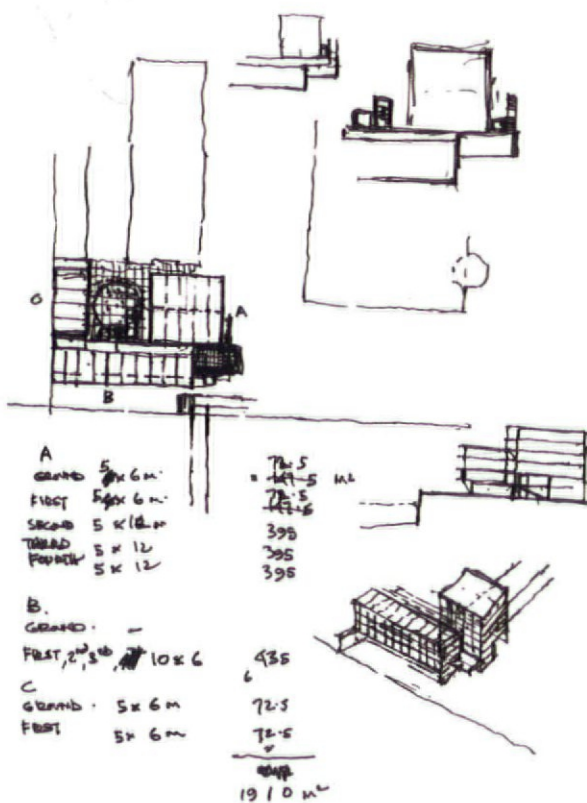 C
A
B
A
GROUND 5 x 6 m. = 72.5 M²
FIRST 5 x 6 m. 72.5
SECOND 5 x 12 m 395
THIRD 5 x 12 395
FOURTH 5 x 12 395
B.
GROUND. –
FIRST, 2nd, 3rd, 10 x 6 435
C
GROUND. 5 x 6 m 72.5
FIRST 5 x 6 m 72.5
1910 m²